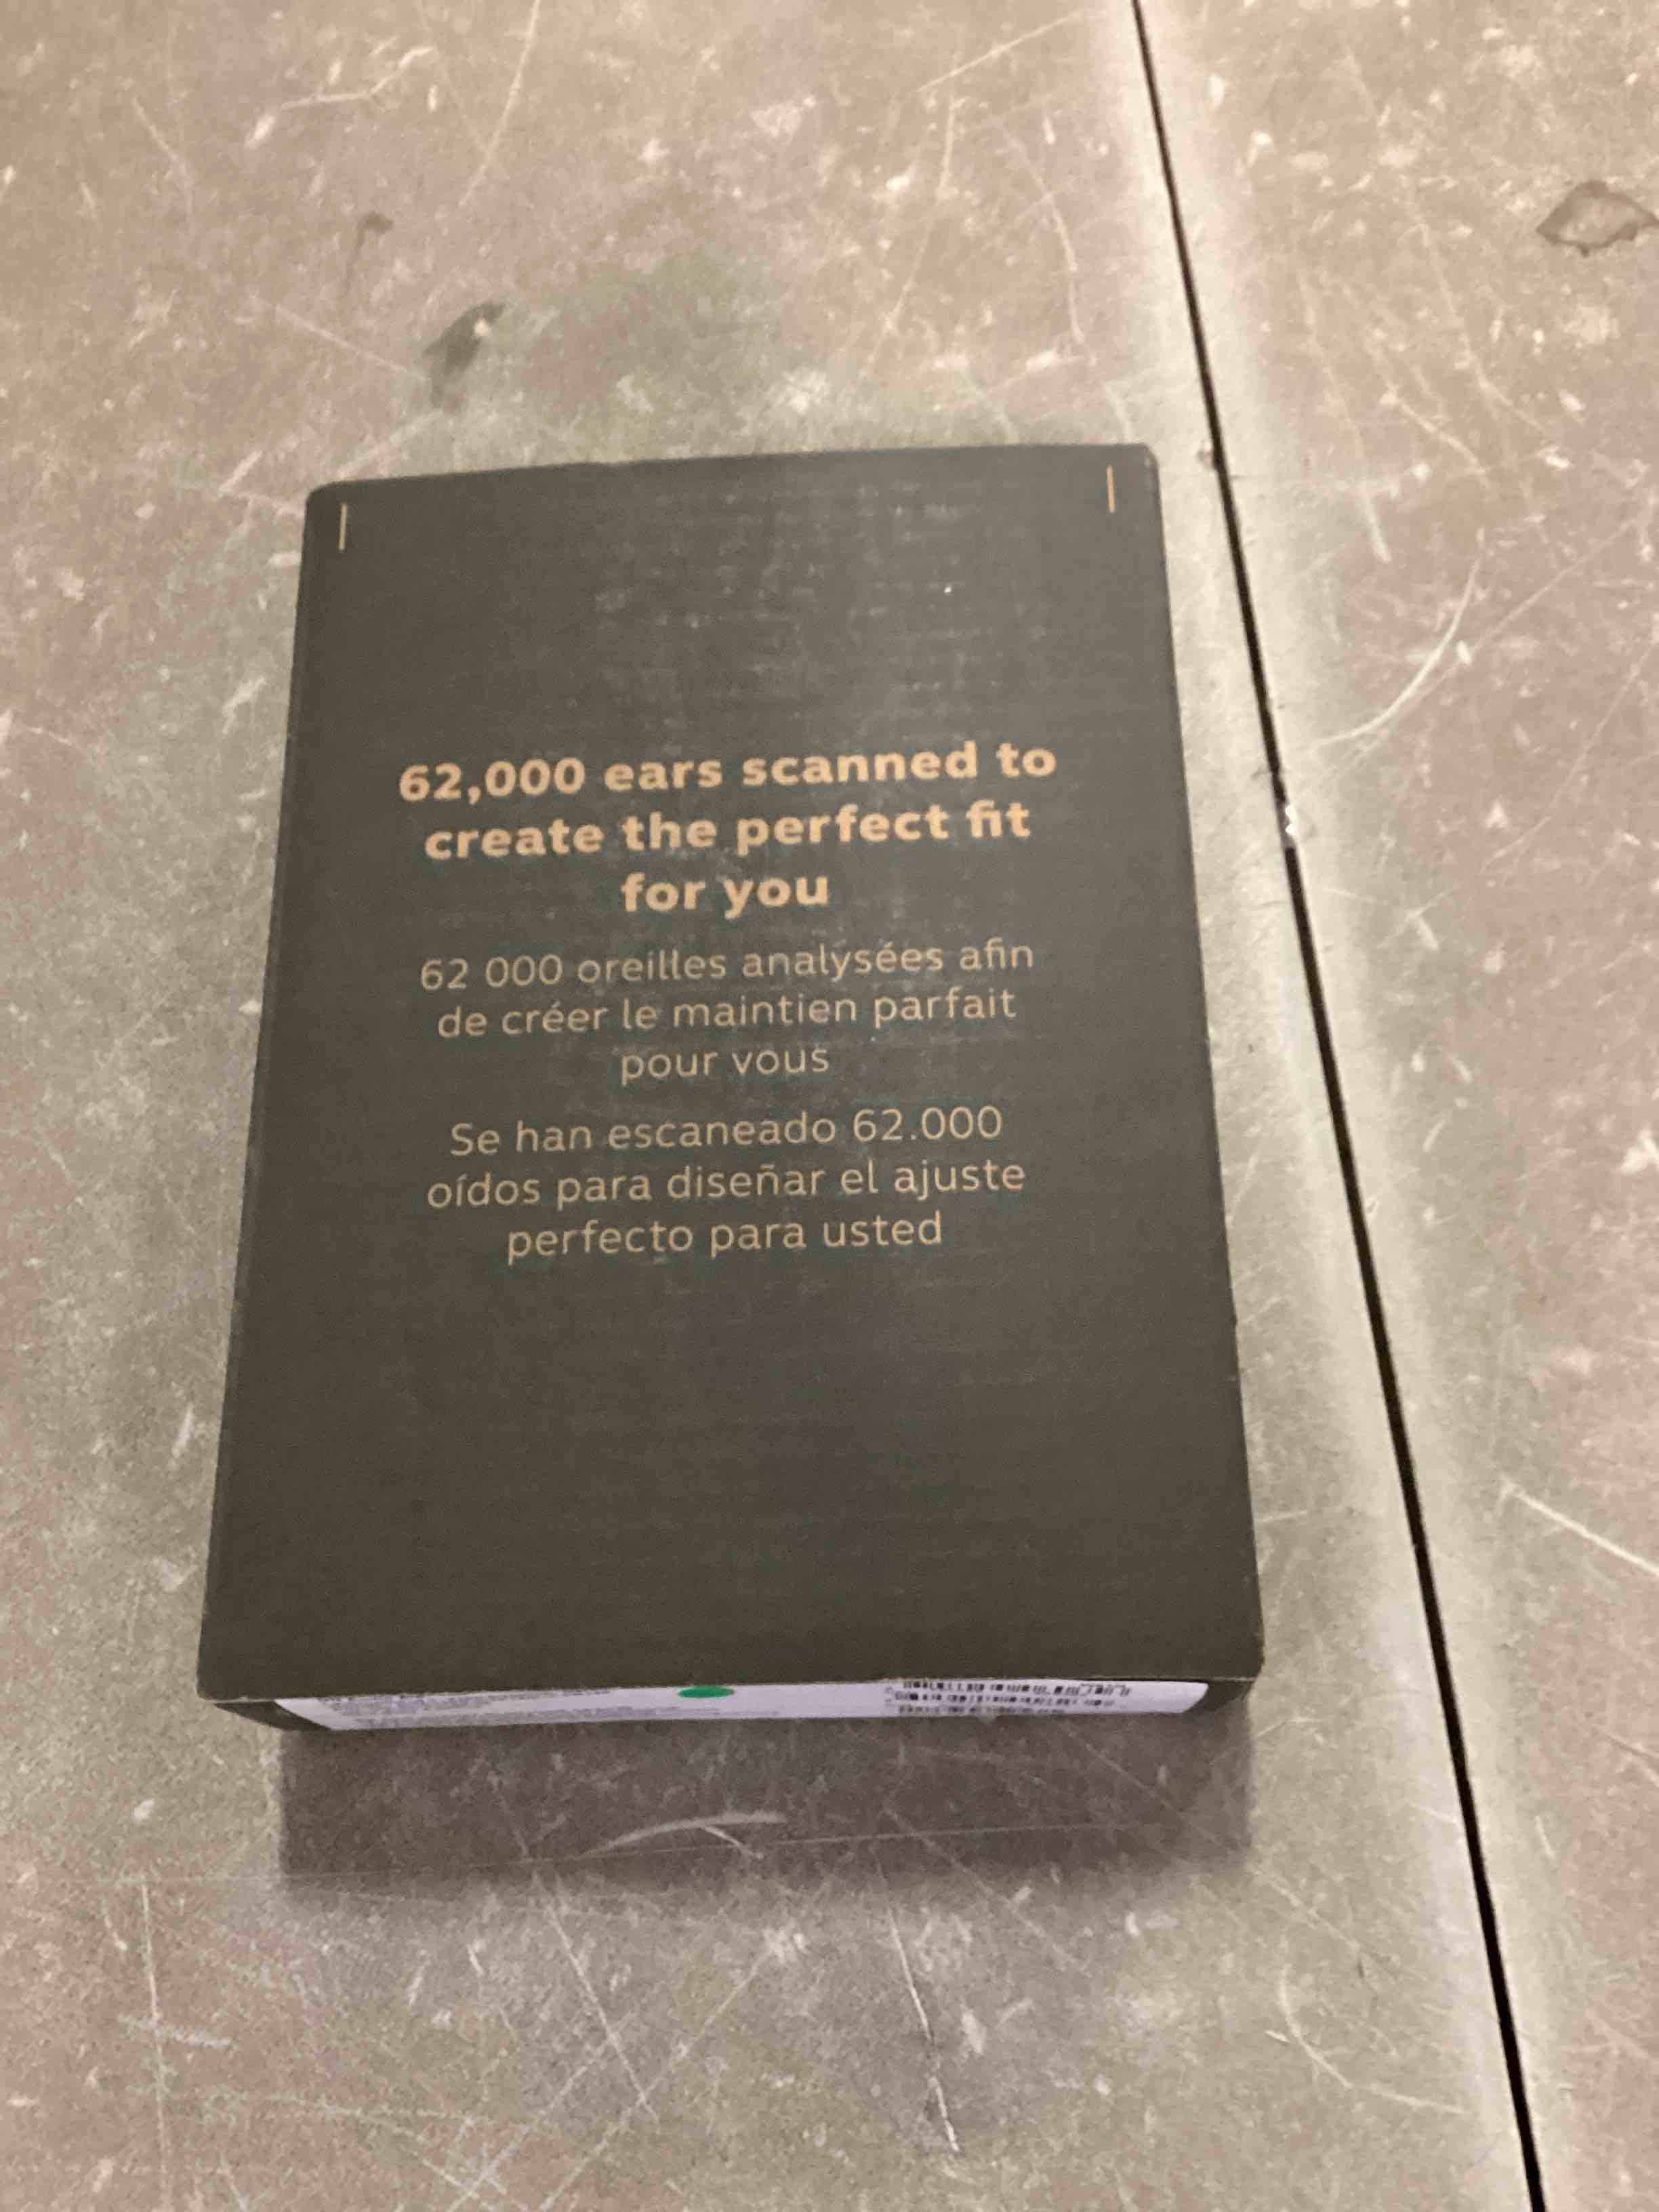 62,000 ears scanned to
create the perfect fit
for you
62 000 oreilles analysées afin
de créer le maintien parfait
pour vous
Se han escaneado 62.000
oídos para diseñar el ajuste
perfecto para usted